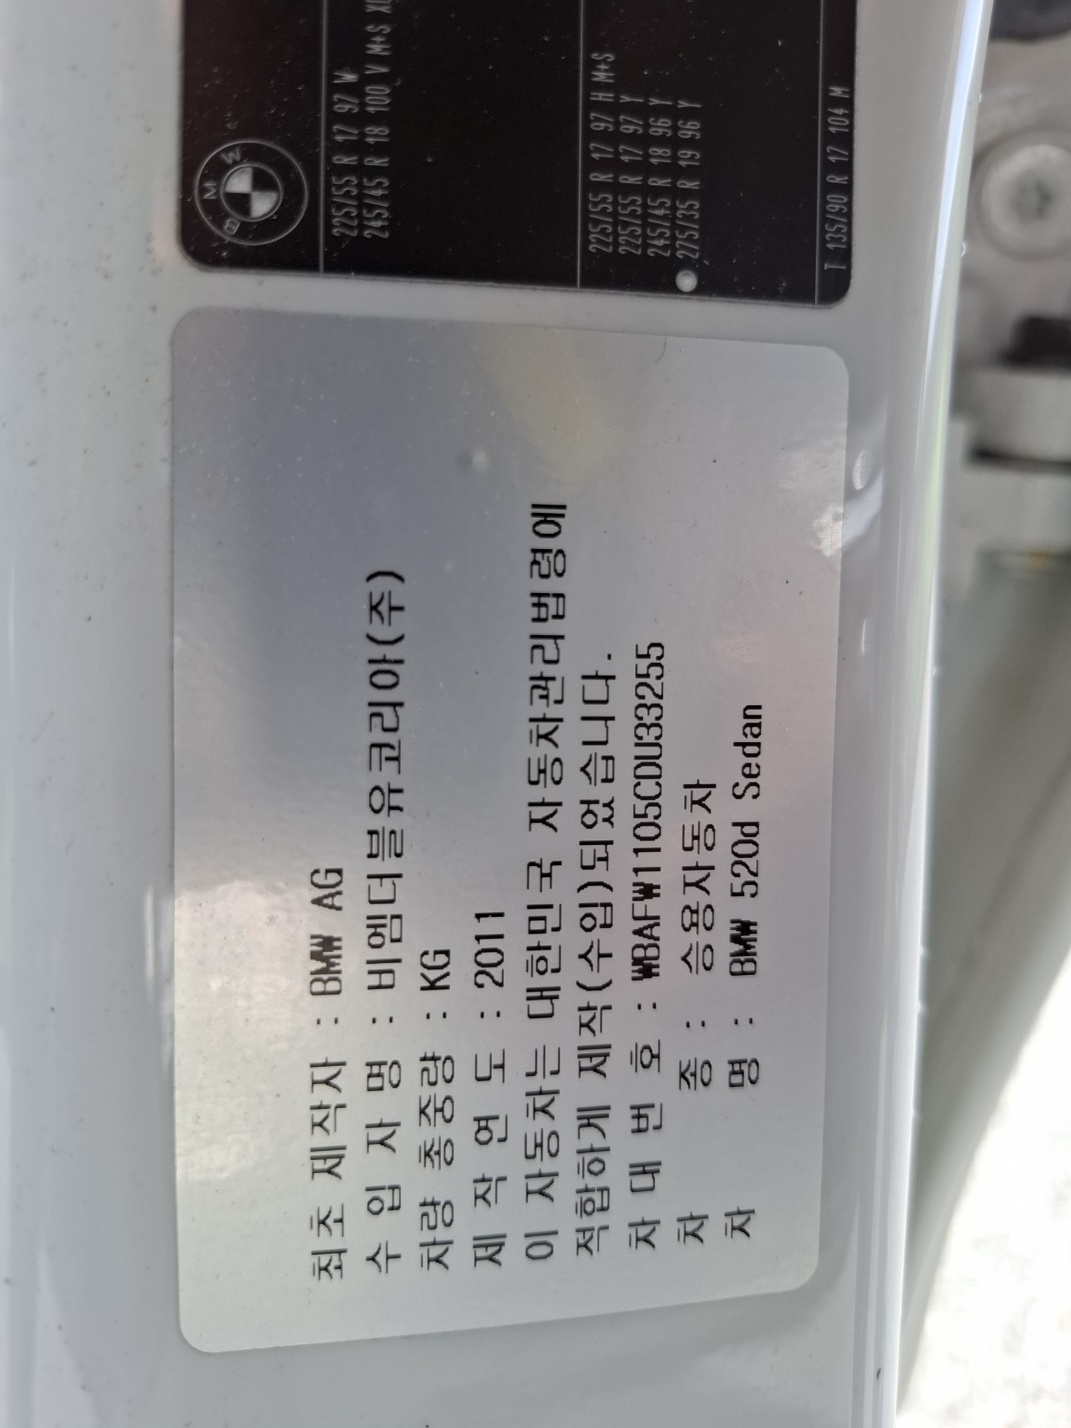 최초 제작자 : BMW AG
수 입 자 명 : 비엠더블유코리아(주)
차량 총중량 : KG
제 작 연 도 : 2011
이 자동차는 대한민국 자동차관리법령에
적합하게 제작(수입)되었습니다.
차 대 번 호 : WBAFW1105CDU33255
차 종 : 승용자동차
차 명 : BMW 520d Sedan
BMW
225/55 R 17 97 W
245/45 R 18 100 V M+S
225/55 R 17 97 H M+S
225/55 R 17 97 Y
245/45 R 18 96 Y
275/35 R 19 96 Y
T 135/90 R 17 104 M